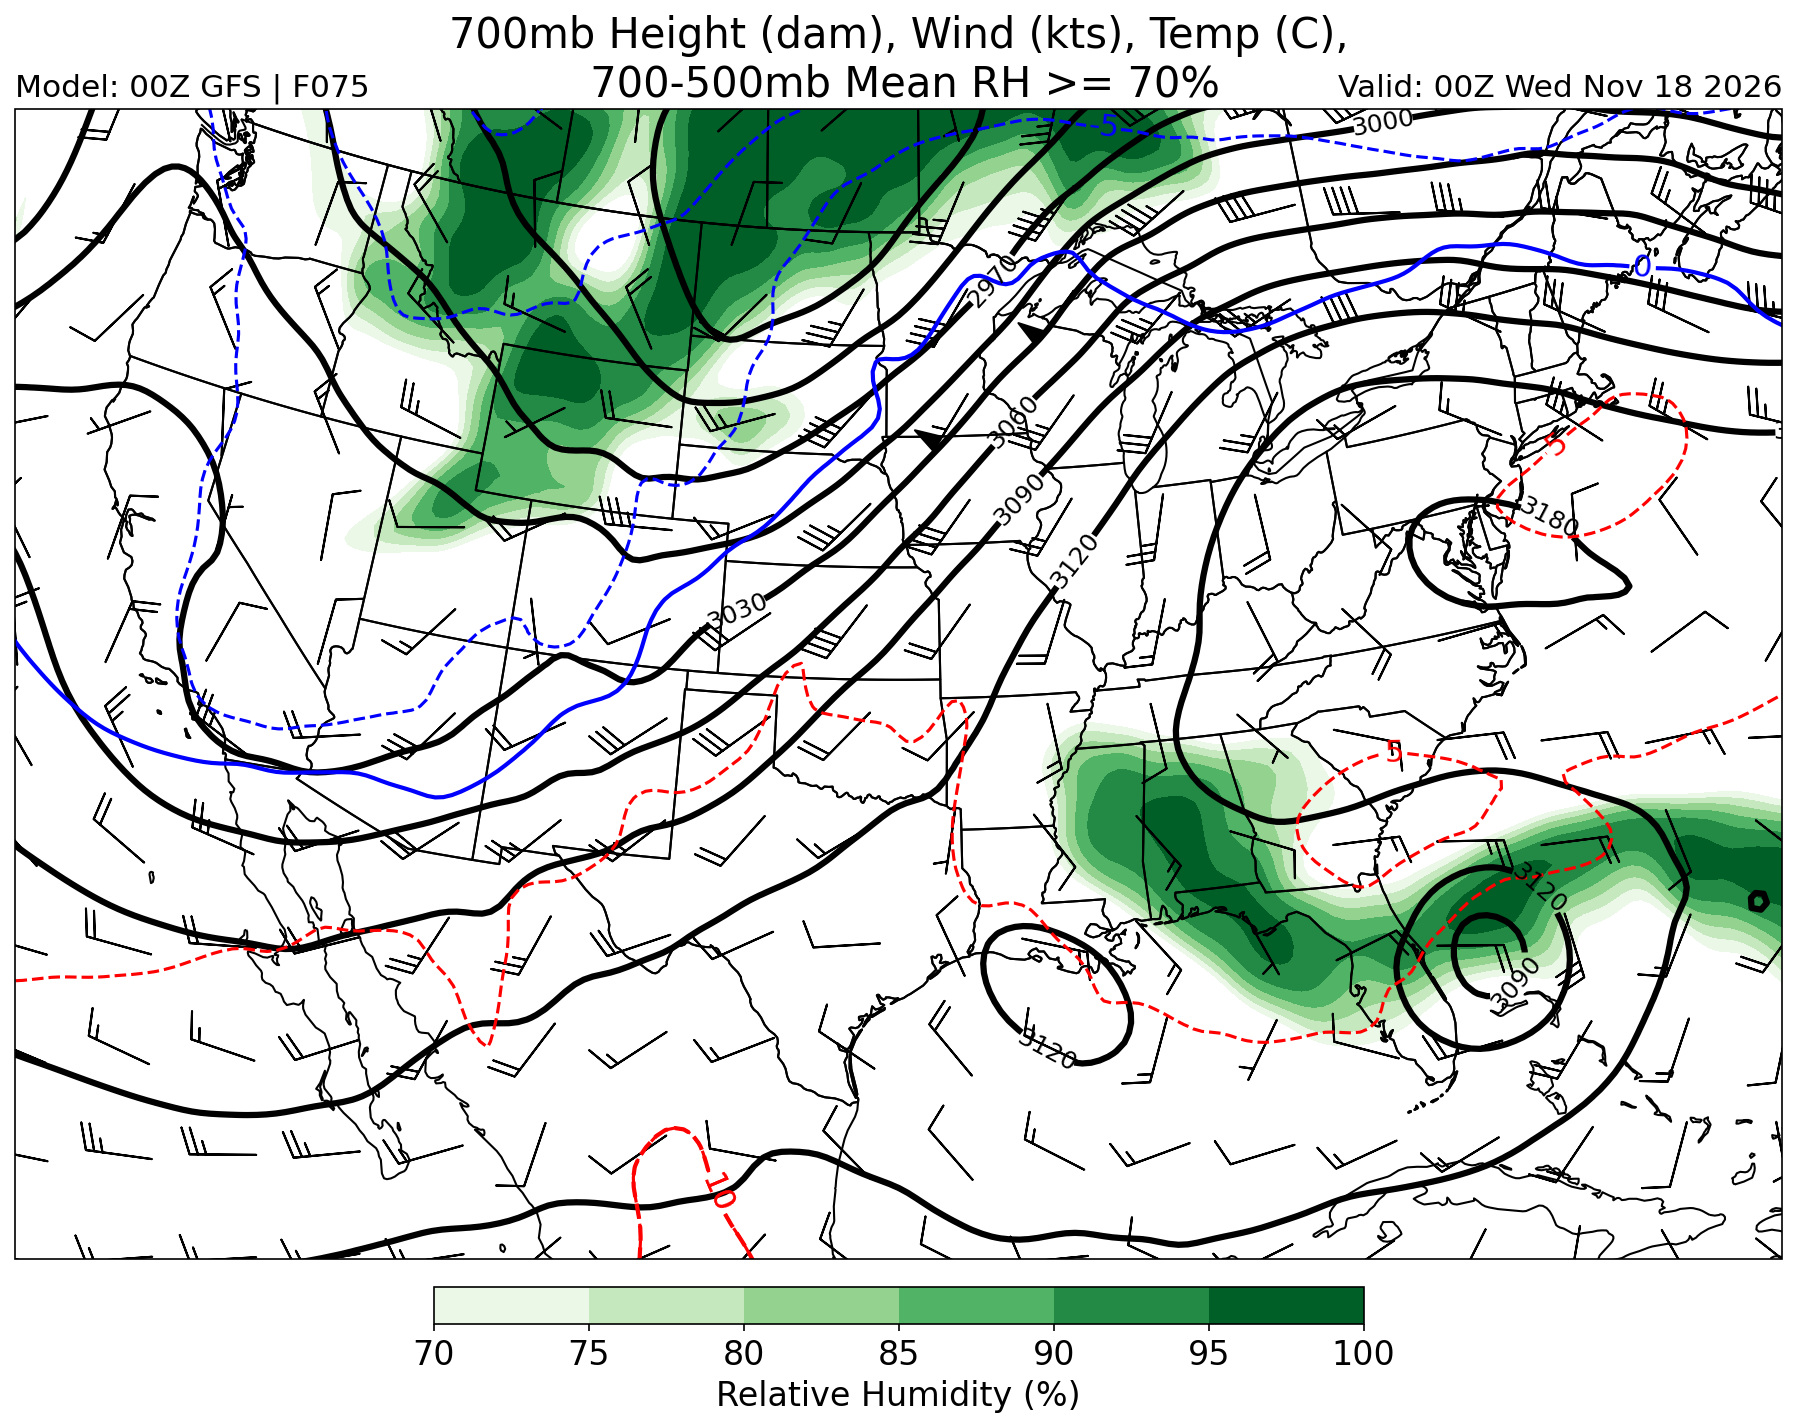 700mb Height (dam), Wind (kts), Temp (C),
Model: 00Z GFS | F075
700-500mb Mean RH >= 70%
Valid: 00Z Wed Nov 18 2026
-5
3000
0
2970
3060
5
3090
3180
3120
3030
5
3120
3090
3120
10
70 75 80 85 90 95 100
Relative Humidity (%)